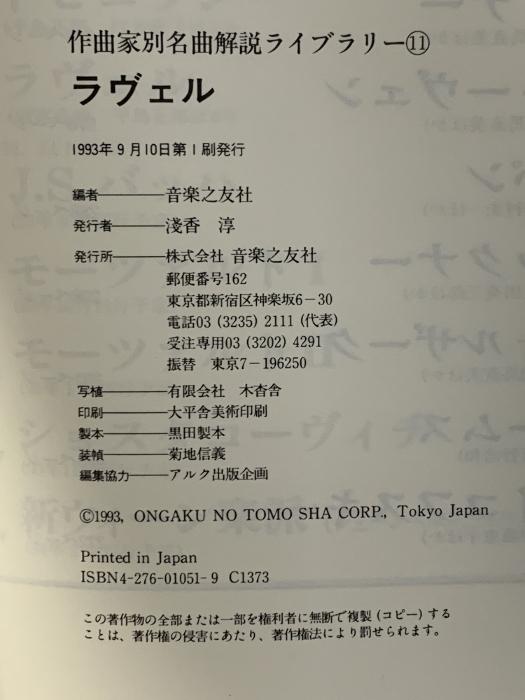 作曲家別名曲解説ライブラリー⑪
ラヴェル
1993年9月10日第1刷発行
編者────音楽之友社
発行者────淺香 淳
発行所────株式会社 音楽之友社
郵便番号162
東京都新宿区神楽坂6−30
電話03 (3235) 2111 (代表)
受注専用03 (3202) 4291
振替 東京7−196250
写植────有限会社 木杳舎
印刷────大平舎美術印刷
製本────黒田製本
装幀────菊地信義
編集協力────アルク出版企画
©1993, ONGAKU NO TOMO SHA CORP., Tokyo Japan
Printed in Japan
ISBN4-276-01051-9 C1373
この著作物の全部または一部を権利者に無断で複製(コピー)する
ことは、著作権の侵害にあたり、著作権法により罰せられます。